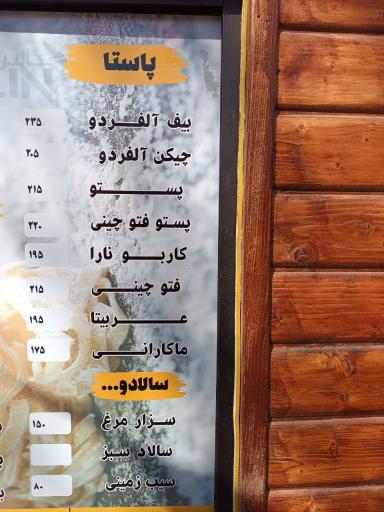 پاستا
بیف آلفردو ۲۳۵
چیکن آلفردو ۲۰۵
پستو ۲۱۵
پستو فتو چینی ۲۲۰
کاربو نارا ۱۹۵
فتو چینی ۲۱۵
عربیتا ۱۹۵
ماکارانی ۱۷۵
سالادو...
سزار مرغ ۱۵۰
سالاد سبز
سیب زمینی ۸۰